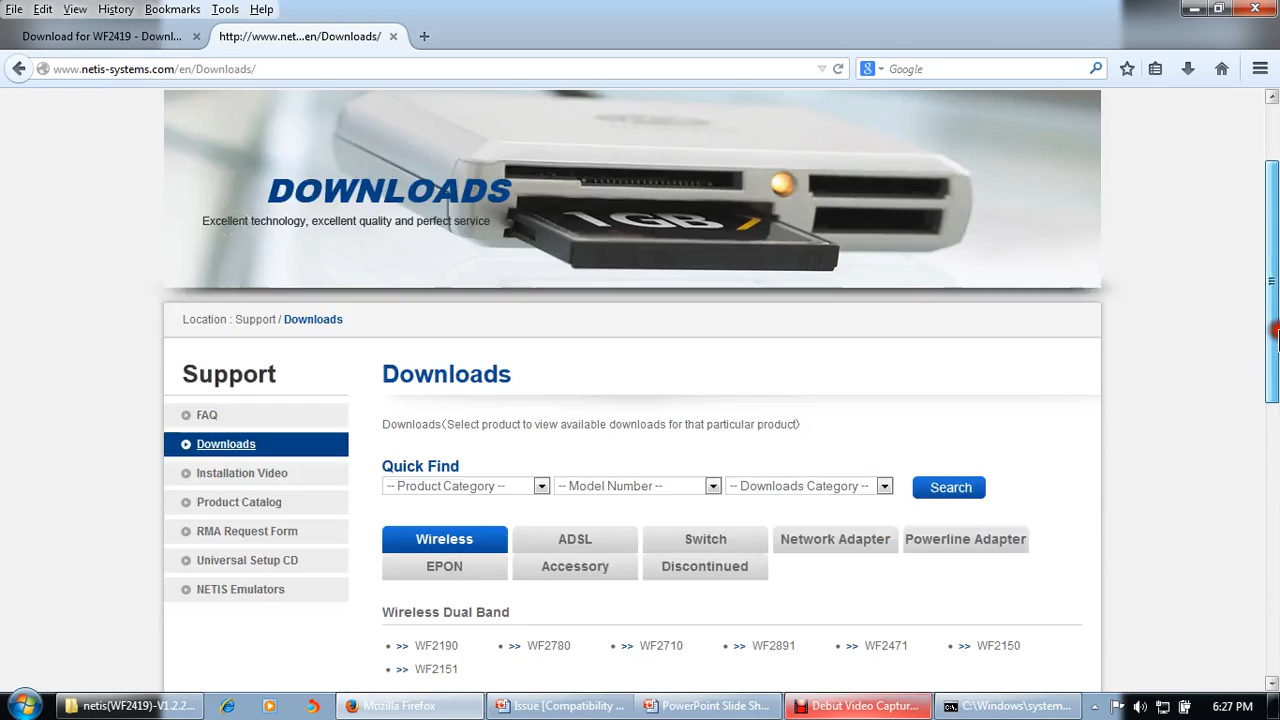 File Edit View History Bookmarks Tools Help
Download for WF2419 - Downl... http://www.net...en/Downloads/
www.netis-systems.com/en/Downloads/ Google
DOWNLOADS
Excellent technology, excellent quality and perfect service
1GB
Location : Support / Downloads
Support
FAQ
Downloads
Installation Video
Product Catalog
RMA Request Form
Universal Setup CD
NETIS Emulators
Downloads
Downloads(Select product to view available downloads for that particular product)
Quick Find
-- Product Category -- -- Model Number -- -- Downloads Category -- Search
Wireless ADSL Switch Network Adapter Powerline Adapter
EPON Accessory Discontinued
Wireless Dual Band
>> WF2190 >> WF2780 >> WF2710 >> WF2891 >> WF2471 >> WF2150
>> WF2151
netis(WF2419)-V1.2.2... Mozilla Firefox Issue [Compatibility ... PowerPoint Slide Sh... Debut Video Captur... C:\Windows\system... 6:27 PM